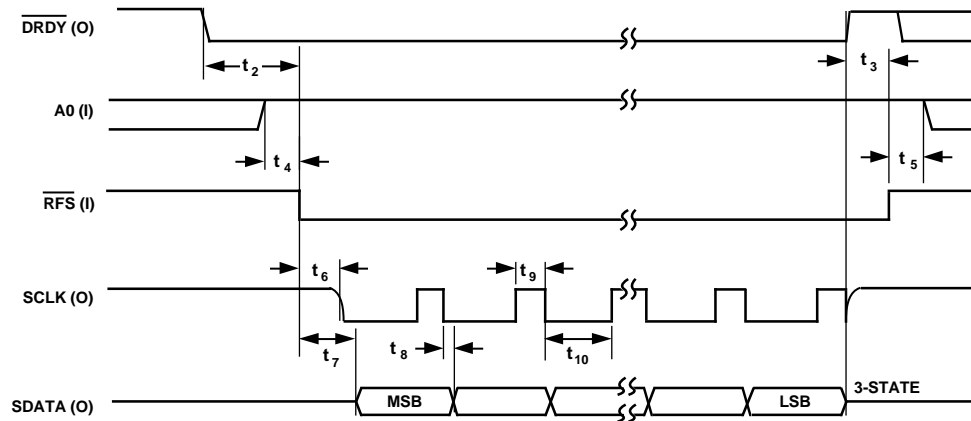 DRDY (O)
t2
t3
A0 (I)
t4
t5
RFS (I)
t6
t9
SCLK (O)
t7
t8
t10
3-STATE
SDATA (O)
MSB
LSB